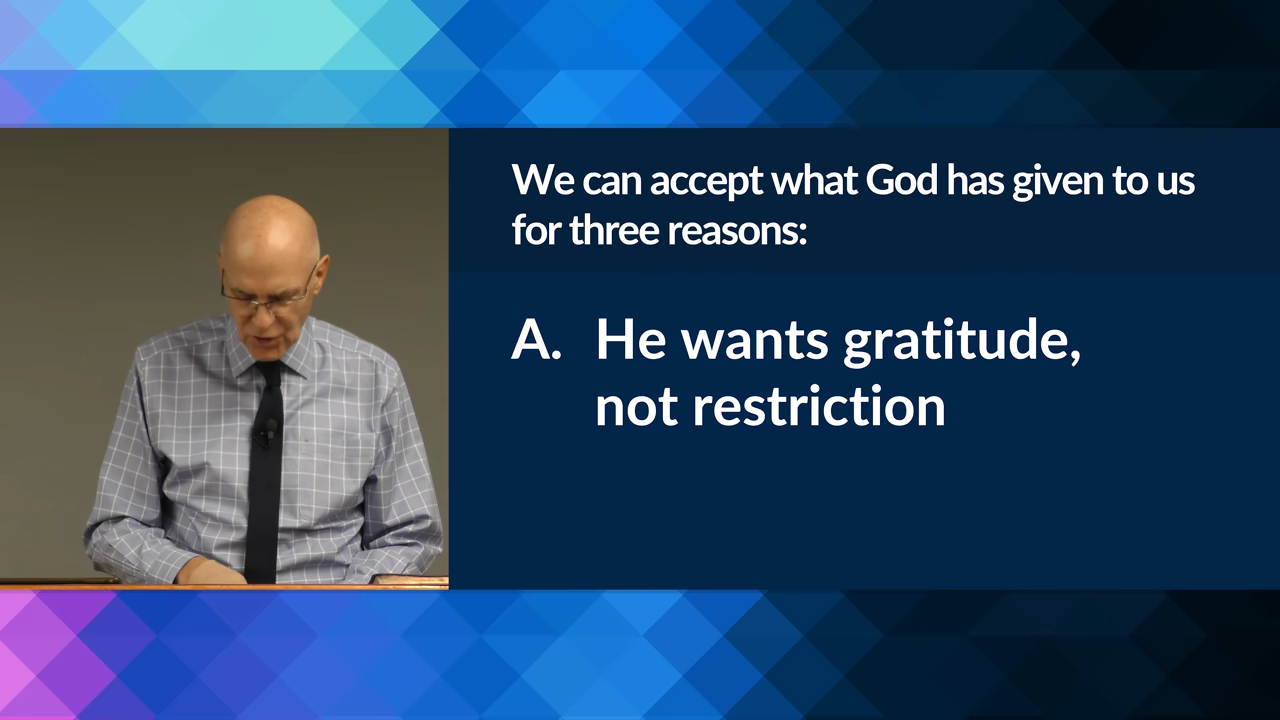 We can accept what God has given to us
for three reasons:
A. He wants gratitude,
not restriction